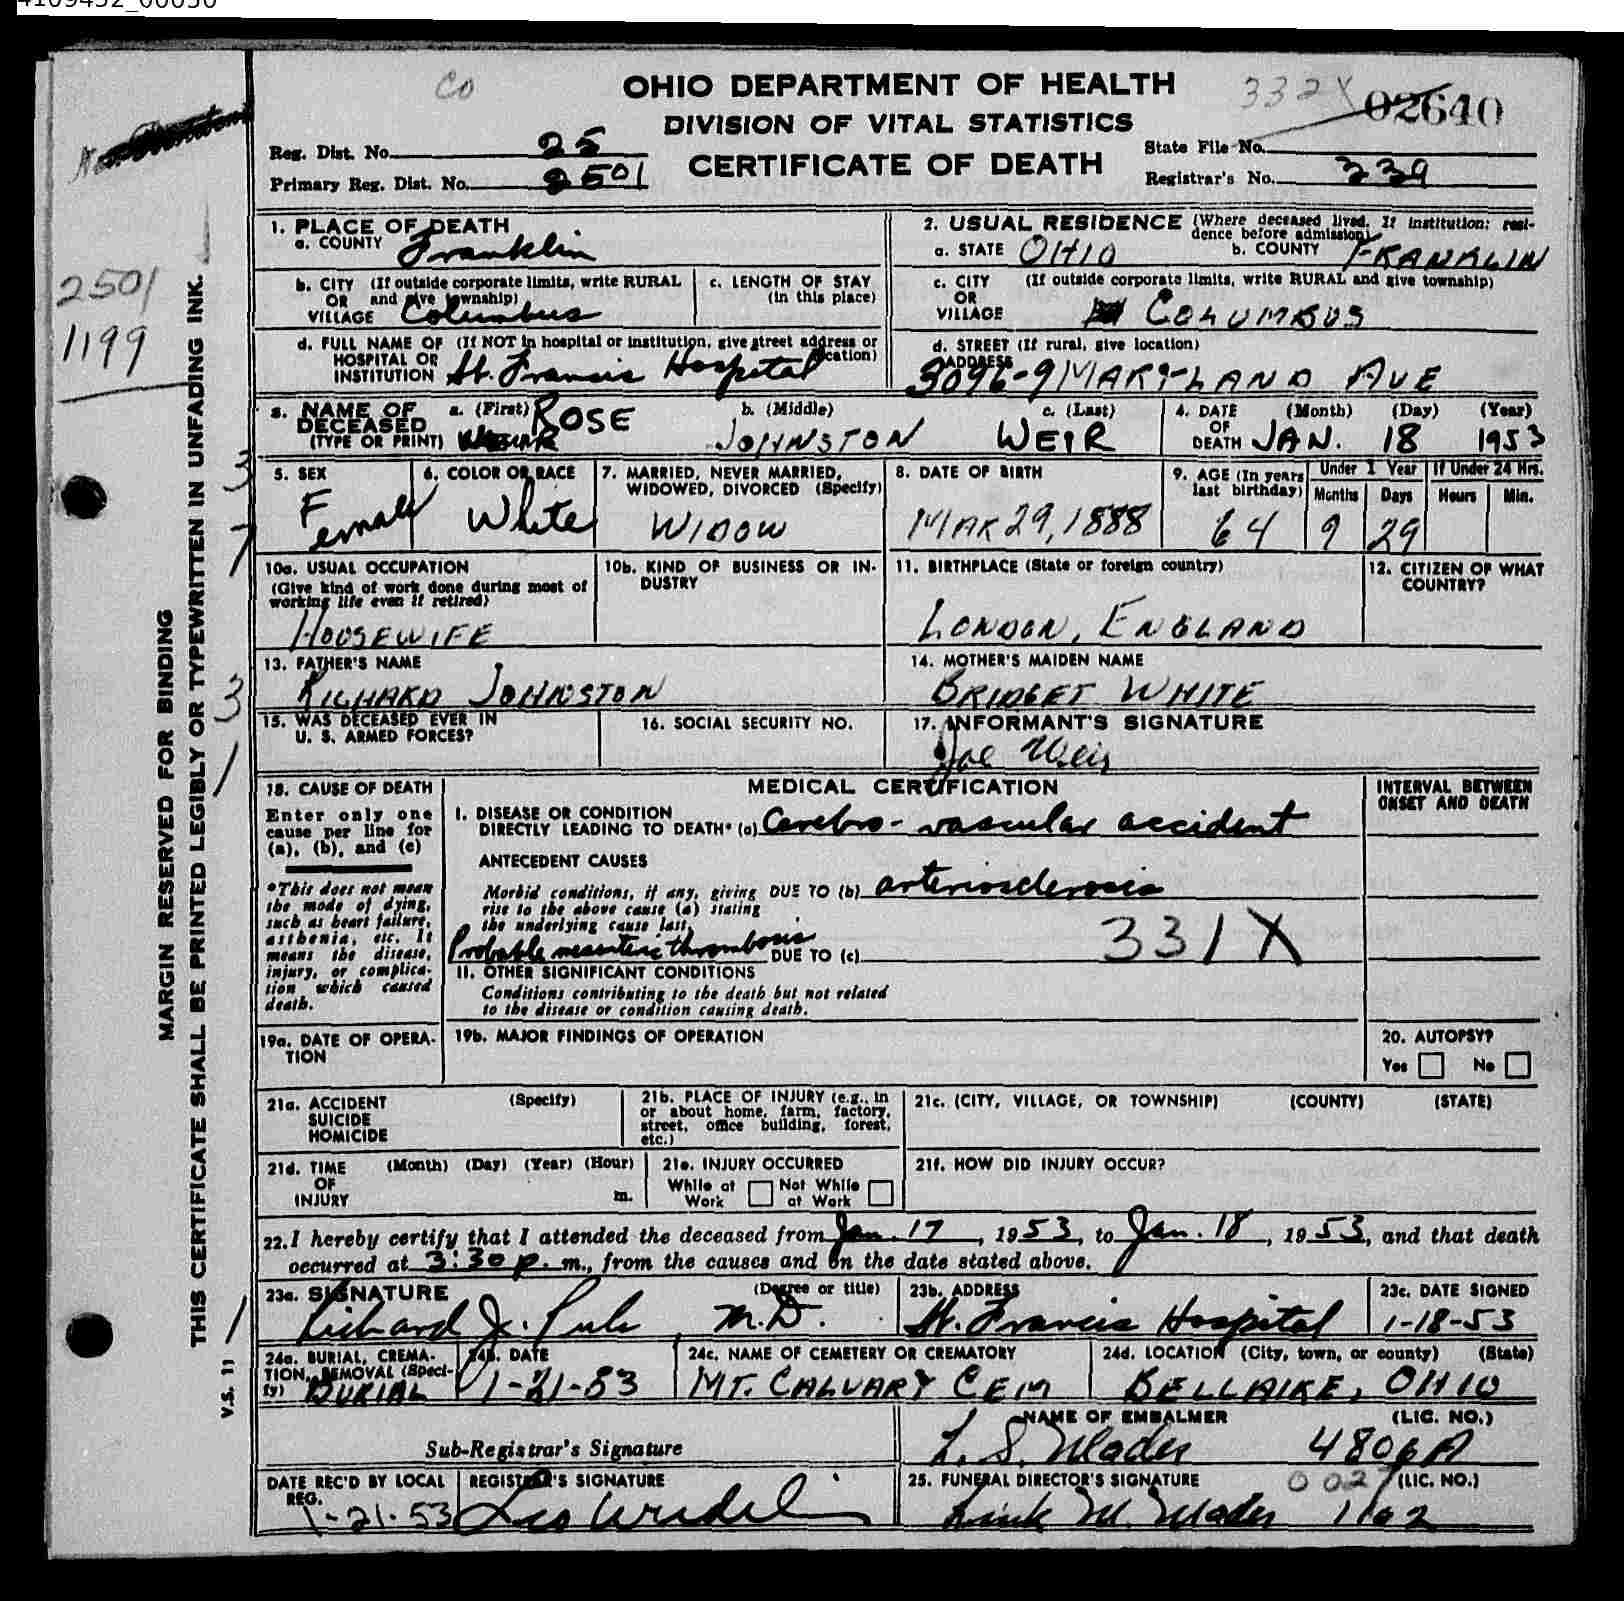 OHIO DEPARTMENT OF HEALTH
DIVISION OF VITAL STATISTICS
CERTIFICATE OF DEATH
Co
332X
02640
Reg. Dist. No. 25
Primary Reg. Dist. No. 2501
State File No.
Registrar's No. 239
2501
1199
MARGIN RESERVED FOR BINDING
THIS CERTIFICATE SHALL BE PRINTED LEGIBLY OR TYPEWRITTEN IN UNFADING INK.
V.S. 11
3
7
3
1
1
1. PLACE OF DEATH
a. COUNTY Franklin
b. CITY (If outside corporate limits, write RURAL
OR and give township)
VILLAGE Columbus
c. LENGTH OF STAY
(in this place)
d. FULL NAME OF (If NOT in hospital or institution, give street address or
HOSPITAL OR location)
INSTITUTION St. Francis Hospital
2. USUAL RESIDENCE (Where deceased lived. If institution: resi-
dence before admission)
a. STATE OHIO b. COUNTY FRANKLIN
c. CITY (If outside corporate limits, write RURAL and give township)
OR
VILLAGE COLUMBUS
d. STREET (If rural, give location)
ADDRESS 3096-9 MARYLAND AVE
3. NAME OF a. (First) b. (Middle) c. (Last)
DECEASED
(TYPE OR PRINT) ROSE JOHNSTON WEIR
4. DATE (Month) (Day) (Year)
OF
DEATH JAN. 18 1953
5. SEX
Female
6. COLOR OR RACE
White
7. MARRIED, NEVER MARRIED,
WIDOWED, DIVORCED (Specify)
WIDOW
8. DATE OF BIRTH
MAR 29, 1888
9. AGE (In years
last birthday)
64
Under 1 Year
Months Days
9 29
If Under 24 Hrs.
Hours Min.
10a. USUAL OCCUPATION
(Give kind of work done during most of
working life even if retired)
HOUSEWIFE
10b. KIND OF BUSINESS OR IN-
DUSTRY
11. BIRTHPLACE (State or foreign country)
LONDON, ENGLAND
12. CITIZEN OF WHAT
COUNTRY?
13. FATHER'S NAME
RICHARD JOHNSTON
14. MOTHER'S MAIDEN NAME
BRIDGET WHITE
15. WAS DECEASED EVER IN
U. S. ARMED FORCES?
16. SOCIAL SECURITY NO.
17. INFORMANT'S SIGNATURE
Joe Weir
18. CAUSE OF DEATH
Enter only one
cause per line for
(a), (b), and (c)
*This does not mean
the mode of dying,
such as heart failure,
asthenia, etc. It
means the disease,
injury, or complica-
tion which caused
death.
MEDICAL CERTIFICATION
INTERVAL BETWEEN
ONSET AND DEATH
I. DISEASE OR CONDITION
DIRECTLY LEADING TO DEATH* (a) Cerebro-vascular accident
ANTECEDENT CAUSES
Morbid conditions, if any, giving DUE TO (b) arteriosclerosis
rise to the above cause (a) stating
the underlying cause last.
Probable mesenteric thrombosis DUE TO (c)
331X
II. OTHER SIGNIFICANT CONDITIONS
Conditions contributing to the death but not related
to the disease or condition causing death.
19a. DATE OF OPERA-
TION
19b. MAJOR FINDINGS OF OPERATION
20. AUTOPSY?
Yes No
21a. ACCIDENT (Specify)
SUICIDE
HOMICIDE
21b. PLACE OF INJURY (e.g., in
or about home, farm, factory,
street, office building, forest,
etc.)
21c. (CITY, VILLAGE, OR TOWNSHIP) (COUNTY) (STATE)
21d. TIME (Month) (Day) (Year) (Hour)
OF
INJURY m.
21e. INJURY OCCURRED
While at Not While
Work at Work
21f. HOW DID INJURY OCCUR?
22. I hereby certify that I attended the deceased from Jan. 17, 1953, to Jan. 18, 1953, and that death
occurred at 3:30 p. m., from the causes and on the date stated above.
23a. SIGNATURE (Degree or title)
Richard J. M.D.
23b. ADDRESS
St. Francis Hospital
23c. DATE SIGNED
1-18-53
24a. BURIAL, CREMA-
TION, REMOVAL (Speci-
fy) BURIAL
24b. DATE
1-21-53
24c. NAME OF CEMETERY OR CREMATORY
MT. CALVARY CEM
24d. LOCATION (City, town, or county) (State)
BELLAIRE, OHIO
Sub-Registrar's Signature
NAME OF EMBALMER (LIC. NO.)
L. S. Mader 4806A
DATE REC'D BY LOCAL
REG.
1-21-53
REGISTRAR'S SIGNATURE
25. FUNERAL DIRECTOR'S SIGNATURE (LIC. NO.)
0027
M. Mader 1162